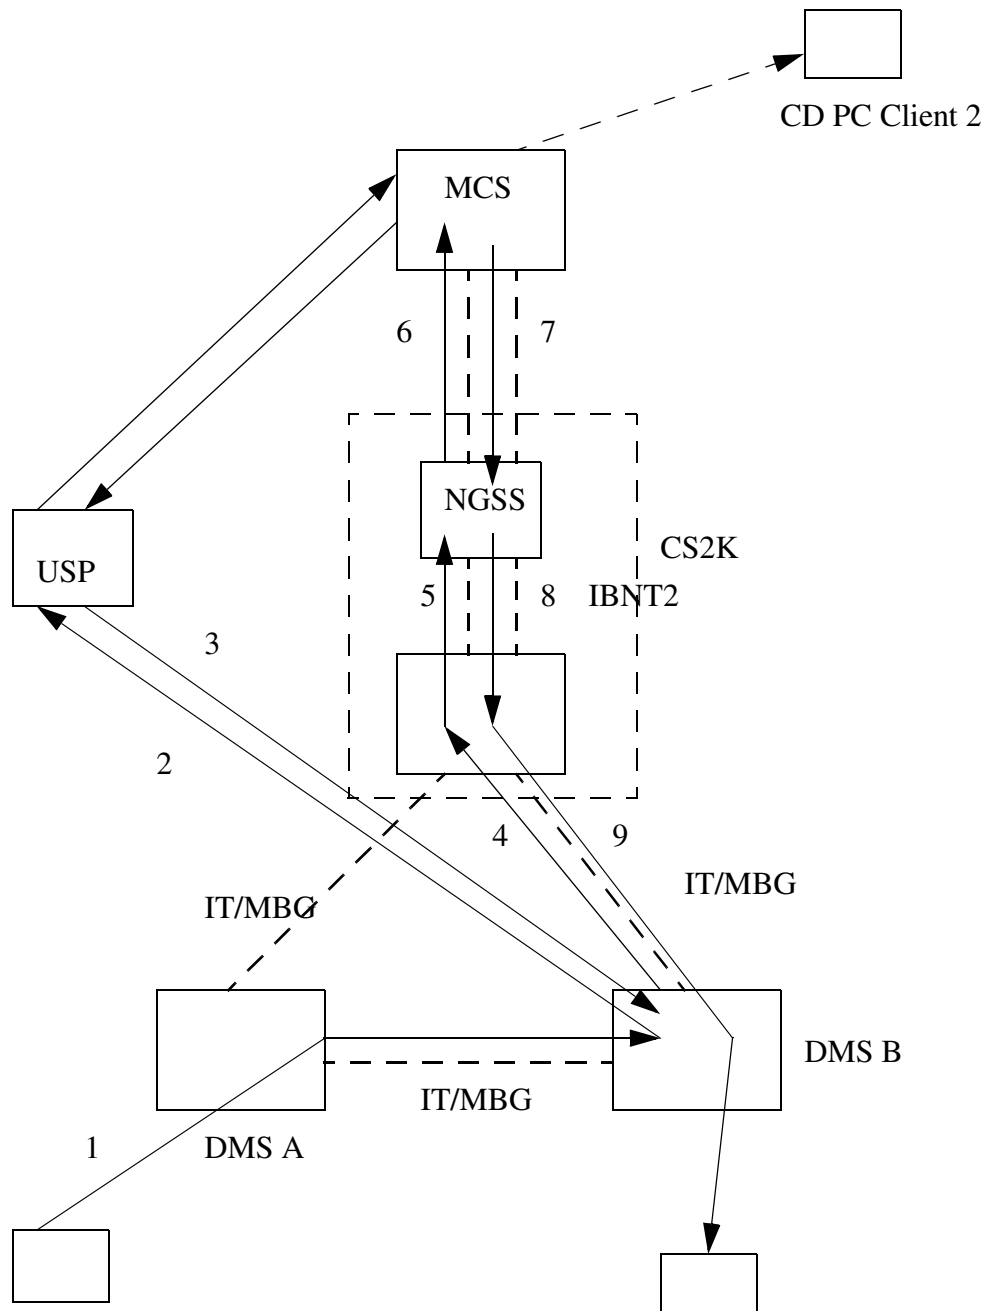 CD PC Client 2
MCS
6
7
NGSS
CS2K
USP
5
8
IBNT2
3
2
4
9
IT/MBG
IT/MBG
DMS B
IT/MBG
1
DMS A